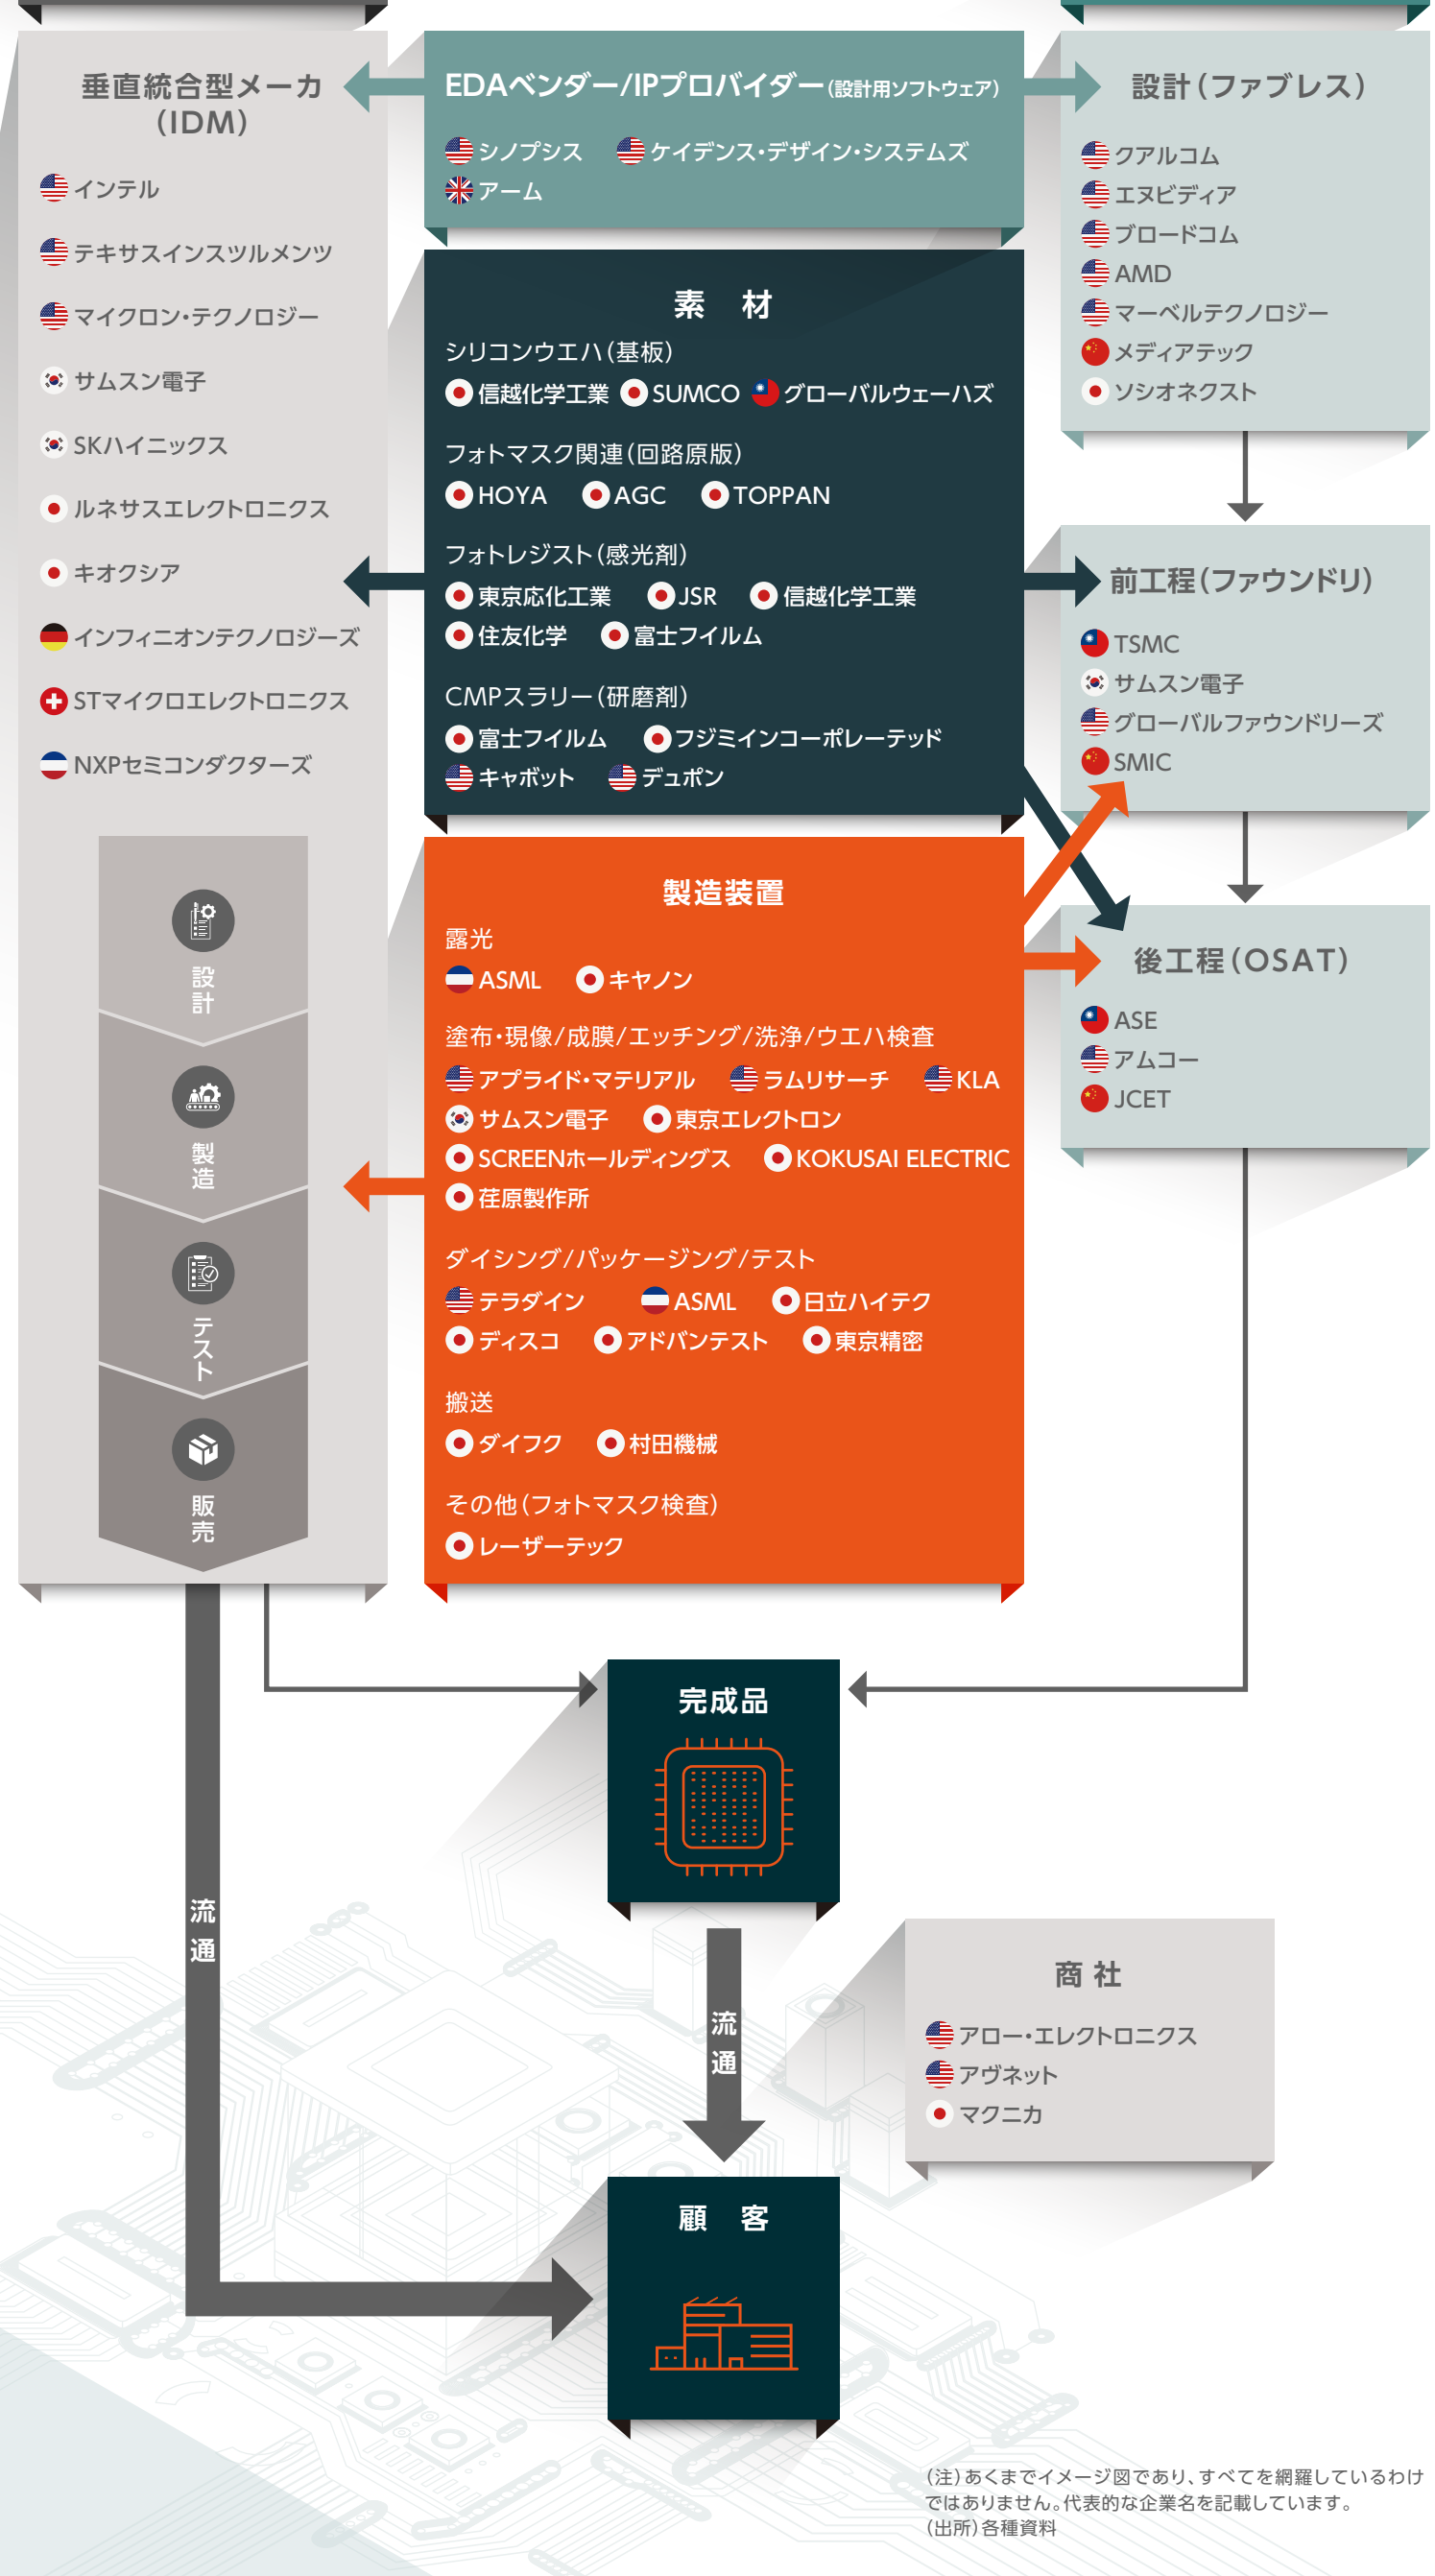 垂直統合型メーカ
(IDM)
インテル
テキサスインスツルメンツ
マイクロン・テクノロジー
サムスン電子
SKハイニックス
ルネサスエレクトロニクス
キオクシア
インフィニオンテクノロジーズ
STマイクロエレクトロニクス
NXPセミコンダクターズ
設計
製造
テスト
販売
EDAベンダー/IPプロバイダー(設計用ソフトウェア)
シノプシス ケイデンス・デザイン・システムズ
アーム
素 材
シリコンウエハ(基板)
信越化学工業 SUMCO グローバルウェーハズ
フォトマスク関連(回路原版)
HOYA AGC TOPPAN
フォトレジスト(感光剤)
東京応化工業 JSR 信越化学工業
住友化学 富士フイルム
CMPスラリー(研磨剤)
富士フイルム フジミインコーポレーテッド
キャボット デュポン
製造装置
露光
ASML キヤノン
塗布・現像/成膜/エッチング/洗浄/ウエハ検査
アプライド・マテリアル ラムリサーチ KLA
サムスン電子 東京エレクトロン
SCREENホールディングス KOKUSAI ELECTRIC
荏原製作所
ダイシング/パッケージング/テスト
テラダイン ASML 日立ハイテク
ディスコ アドバンテスト 東京精密
搬送
ダイフク 村田機械
その他(フォトマスク検査)
レーザーテック
設計(ファブレス)
クアルコム
エヌビディア
ブロードコム
AMD
マーベルテクノロジー
メディアテック
ソシオネクスト
前工程(ファウンドリ)
TSMC
サムスン電子
グローバルファウンドリーズ
SMIC
後工程(OSAT)
ASE
アムコー
JCET
完成品
流通
流通
商 社
アロー・エレクトロニクス
アヴネット
マクニカ
顧 客
(注)あくまでイメージ図であり、すべてを網羅しているわけ
ではありません。代表的な企業名を記載しています。
(出所)各種資料